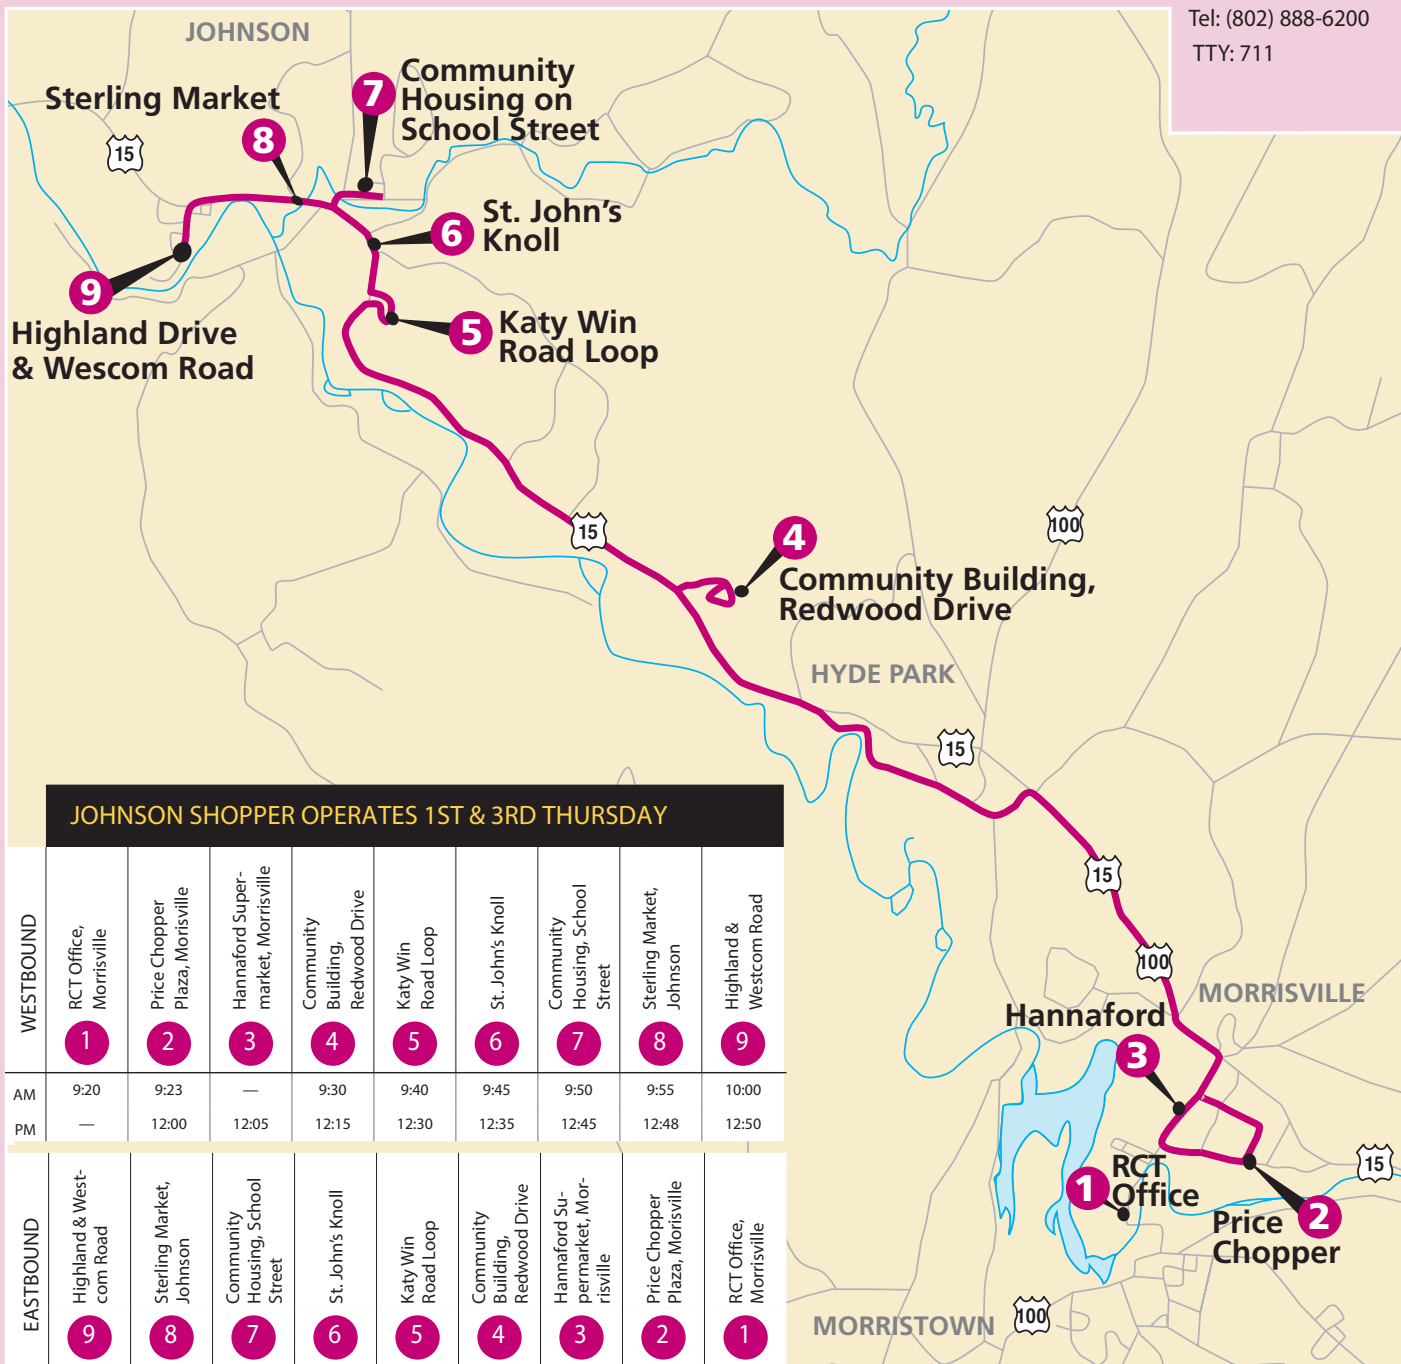 Tel: (802) 888-6200
TTY: 711
JOHNSON
Sterling Market
7
Community
Housing on
School Street
15
8
6
St. John’s
Knoll
9
Highland Drive
& Wescom Road
5
Katy Win
Road Loop
15
4
Community Building,
Redwood Drive
100
HYDE PARK
15
15
100
MORRISVILLE
Hannaford
3
RCT
Office
1
15
Price
Chopper
2
MORRISTOWN
100
JOHNSON SHOPPER OPERATES 1ST & 3RD THURSDAY
WESTBOUND
RCT Office,
Morrisville
Price Chopper
Plaza, Morisville
Hannaford Super-
market, Morrisville
Community
Building,
Redwood Drive
Katy Win
Road Loop
St. John’s Knoll
Community
Housing, School
Street
Sterling Market,
Johnson
Highland &
Westcom Road
1 2 3 4 5 6 7 8 9
AM 9:20 9:23 — 9:30 9:40 9:45 9:50 9:55 10:00
PM — 12:00 12:05 12:15 12:30 12:35 12:45 12:48 12:50
EASTBOUND
Highland & West-
com Road
Sterling Market,
Johnson
Community
Housing, School
Street
St. John’s Knoll
Katy Win
Road Loop
Community
Building,
Redwood Drive
Hannaford Su-
permarket, Mor-
risville
Price Chopper
Plaza, Morisville
RCT Office,
Morrisville
9 8 7 6 5 4 3 2 1